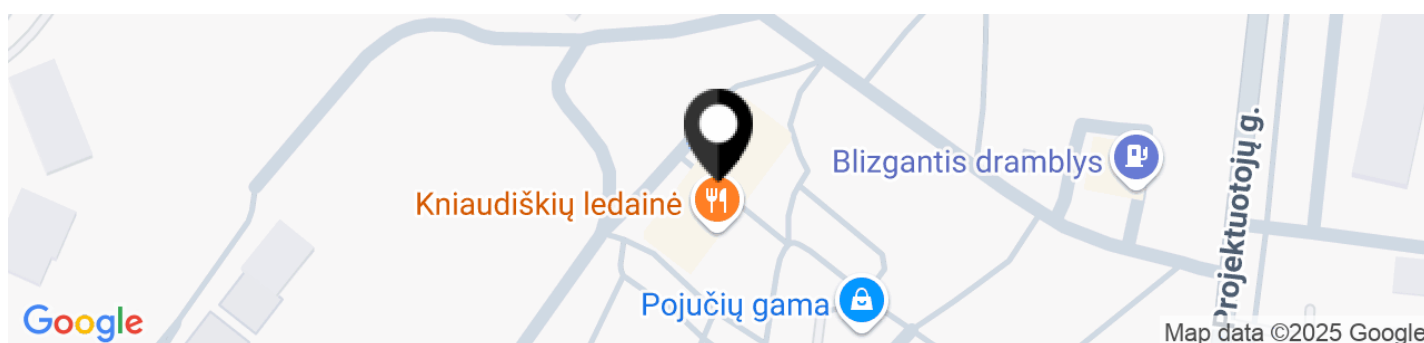 Blizgantis dramblys
Kniaudiškių ledainė
Projektuotojų g.
Pojučių gama
Google
Map data ©2025 Google